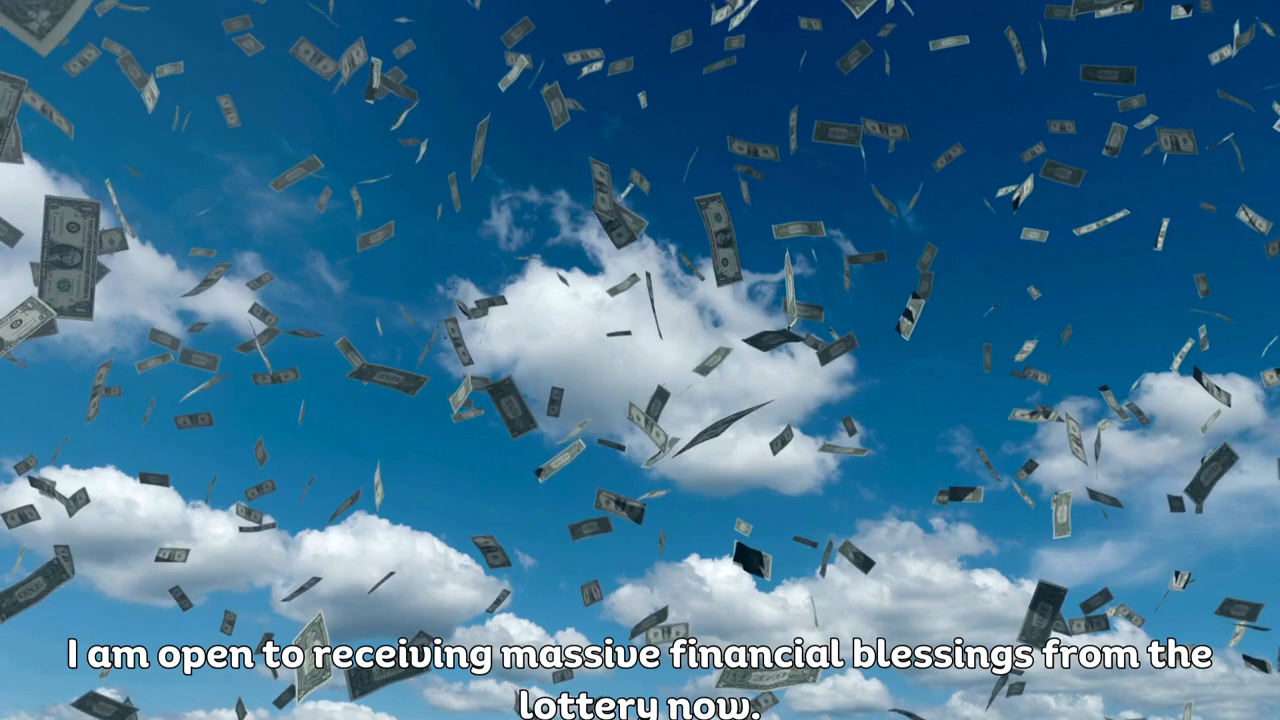 I am open to receiving massive financial blessings from the
lottery now.